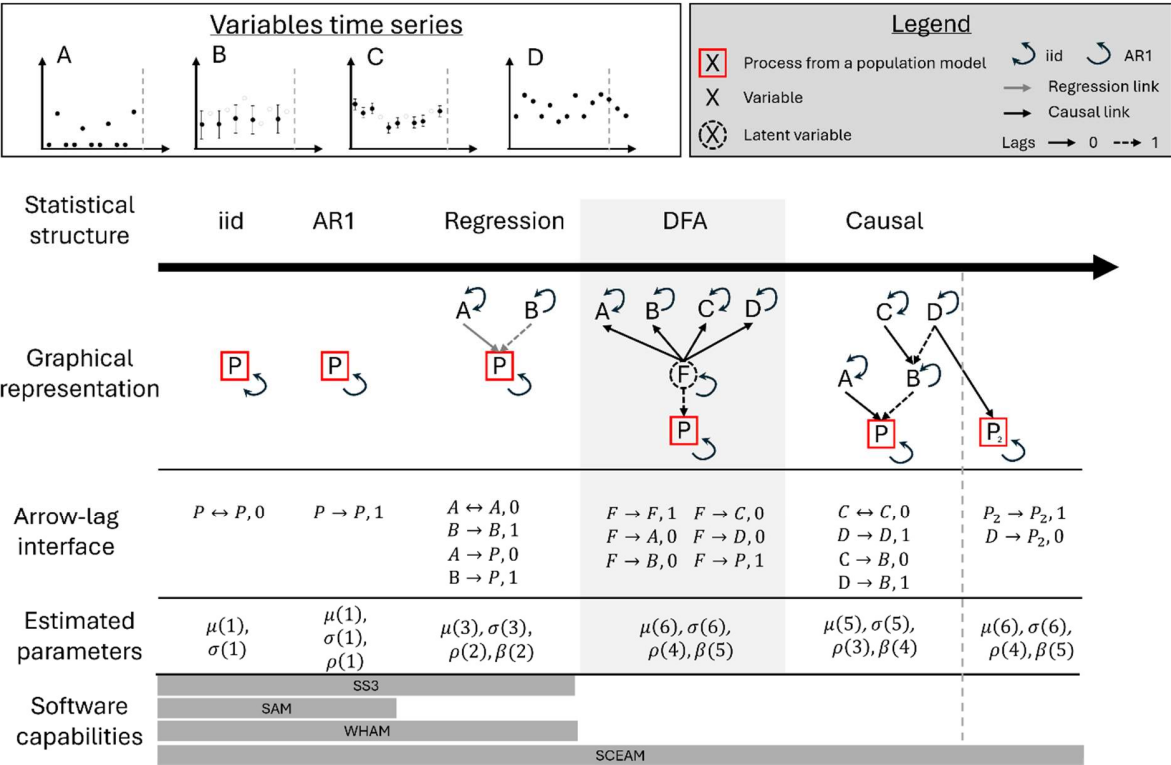 Variables time series
A
B
C
D
Legend
X Process from a population model
iid
AR1
X Variable
Regression link
Causal link
X Latent variable
Lags 0 1
Statistical
structure
iid
AR1
Regression
DFA
Causal
Graphical
representation
P
P
A B
P
A B C D
F
P
C D
A B
P
P₂
Arrow-lag
interface
P ↔ P, 0
P → P, 1
A ↔ A, 0
B → B, 1
A → P, 0
B → P, 1
F → F, 1 F → C, 0
F → A, 0 F → D, 0
F → B, 0 F → P, 1
C ↔ C, 0
D → D, 1
C → B, 0
D → B, 1
P₂ → P₂, 1
D → P₂, 0
Estimated
parameters
μ(1),
σ(1)
μ(1),
σ(1),
ρ(1)
μ(3), σ(3),
ρ(2), β(2)
μ(6), σ(6),
ρ(4), β(5)
μ(5), σ(5),
ρ(3), β(4)
μ(6), σ(6),
ρ(4), β(5)
Software
capabilities
SS3
SAM
WHAM
SCEAM